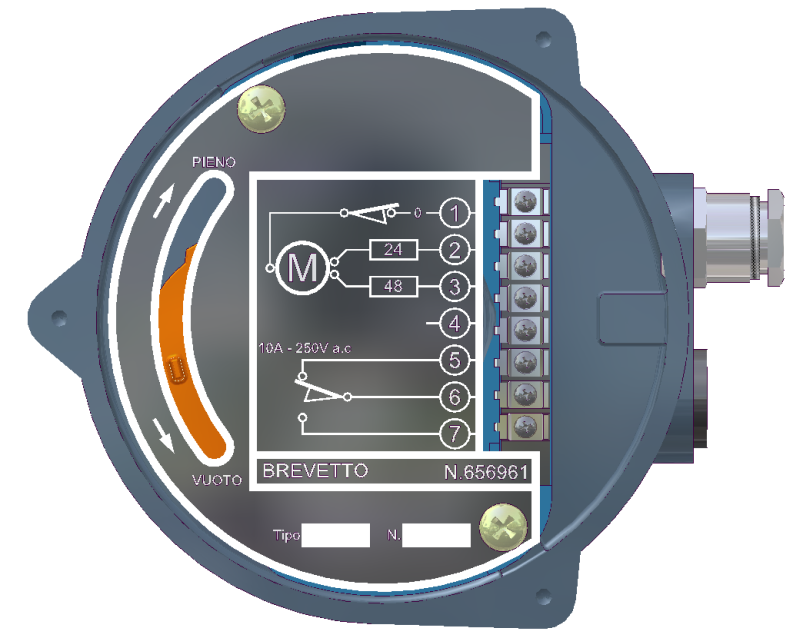 PIENO
0 1
24 2
M
48 3
4
10A - 250V a.c
5
6
7
BREVETTO N.656961
VUOTO
Tipo N.